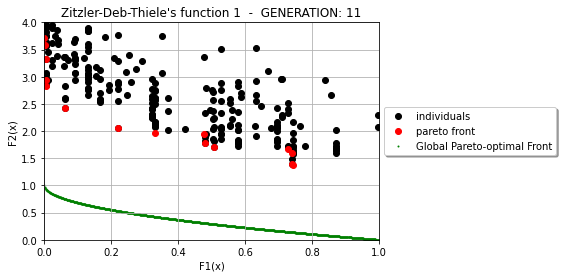 Zitzler-Deb-Thiele's function 1  -  GENERATION: 11
4.0
3.5
3.0
2.5
2.0
1.5
1.0
0.5
0.0
F2(x)
0.0 0.2 0.4 0.6 0.8 1.0
F1(x)
individuals
pareto front
Global Pareto-optimal Front